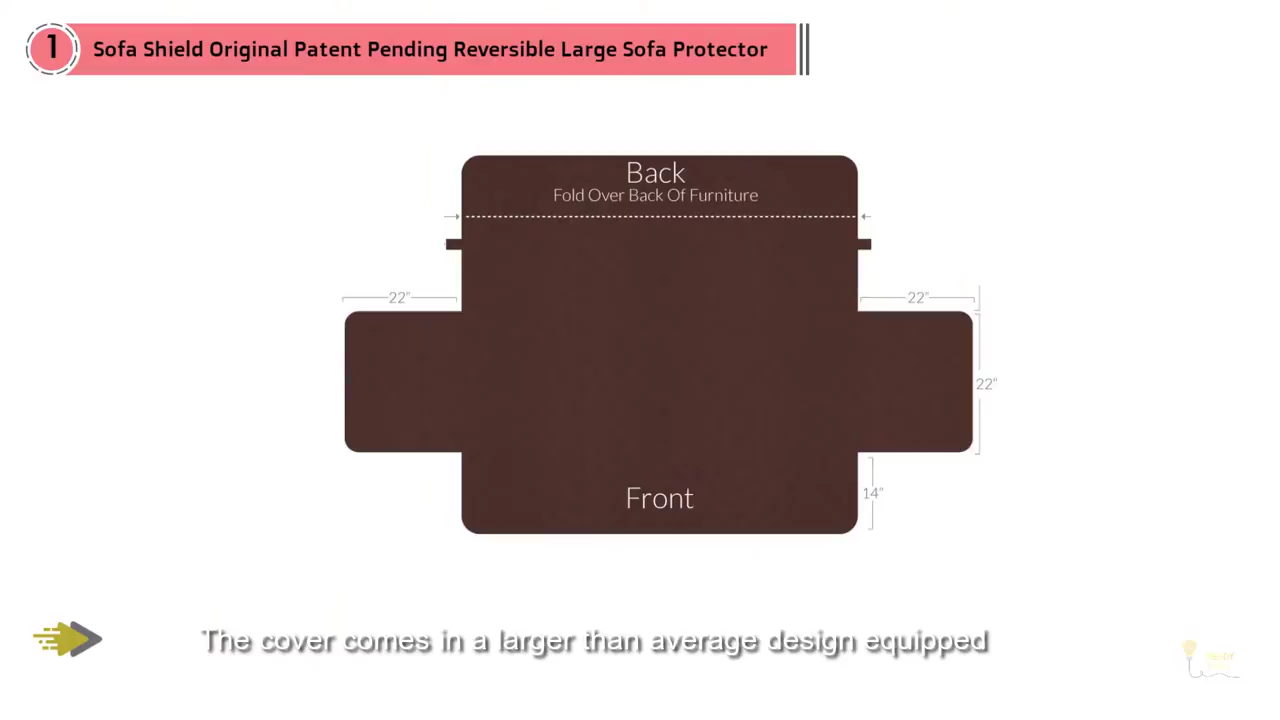 1
Sofa Shield Original Patent Pending Reversible Large Sofa Protector
Back
Fold Over Back Of Furniture
22”
22”
22”
Front
14”
The cover comes in a larger than average design equipped